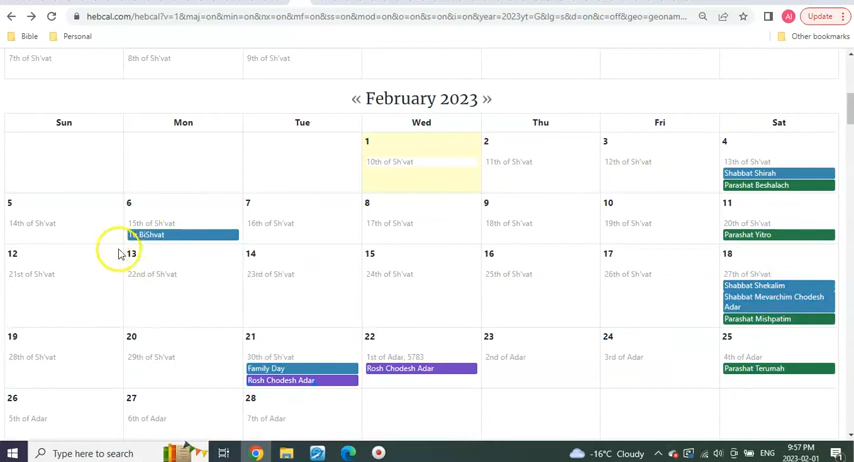 hebcal.com/hebcal?v=1&maj=on&min=on&nx=on&mf=on&ss=on&mod=on&o=on&s=on&i=on&year=2023&yt=G&lg=s&d=on&c=off&geo=geonam...
AI
Update
Bible
Personal
Other bookmarks
7th of Sh'vat
8th of Sh'vat
9th of Sh'vat
« February 2023 »
Sun Mon Tue Wed Thu Fri Sat
1 2 3 4
10th of Sh'vat 11th of Sh'vat 12th of Sh'vat 13th of Sh'vat
Shabbat Shirah
Parashat Beshalach
5 6 7 8 9 10 11
14th of Sh'vat 15th of Sh'vat 16th of Sh'vat 17th of Sh'vat 18th of Sh'vat 19th of Sh'vat 20th of Sh'vat
Tu BiShvat Parashat Yitro
12 13 14 15 16 17 18
21st of Sh'vat 22nd of Sh'vat 23rd of Sh'vat 24th of Sh'vat 25th of Sh'vat 26th of Sh'vat 27th of Sh'vat
Shabbat Shekalim
Shabbat Mevarchim Chodesh
Adar
Parashat Mishpatim
19 20 21 22 23 24 25
28th of Sh'vat 29th of Sh'vat 30th of Sh'vat 1st of Adar, 5783 2nd of Adar 3rd of Adar 4th of Adar
Family Day Rosh Chodesh Adar Parashat Terumah
Rosh Chodesh Adar
26 27 28
5th of Adar 6th of Adar 7th of Adar
Type here to search
-16°C Cloudy
ENG
9:57 PM
2023-02-01